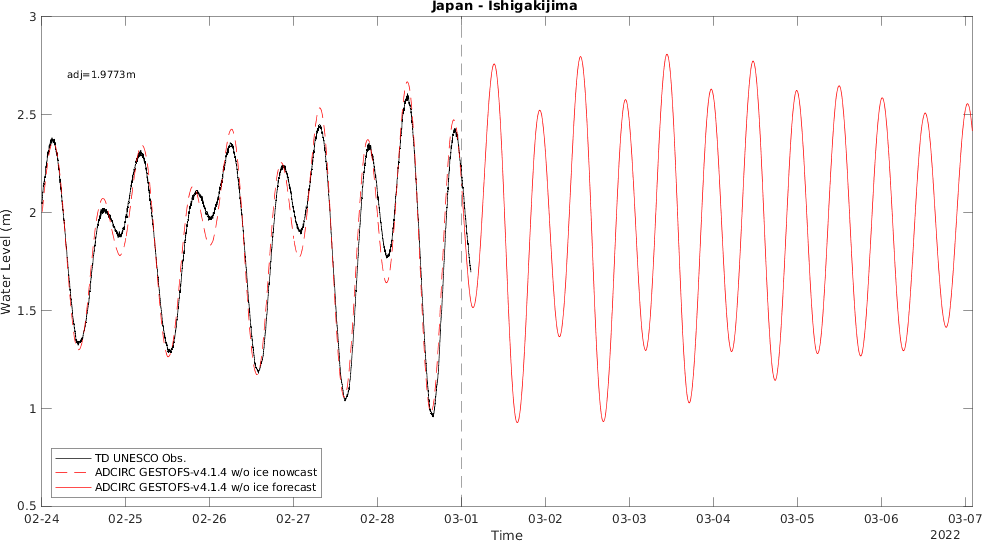 Japan - Ishigakijima
3
2.5
2
1.5
1
0.5
Water Level (m)
adj=1.9773m
TD UNESCO Obs.
ADCIRC GESTOFS-v4.1.4 w/o ice nowcast
ADCIRC GESTOFS-v4.1.4 w/o ice forecast
02-24 02-25 02-26 02-27 02-28 03-01 03-02 03-03 03-04 03-05 03-06 03-07
Time
2022